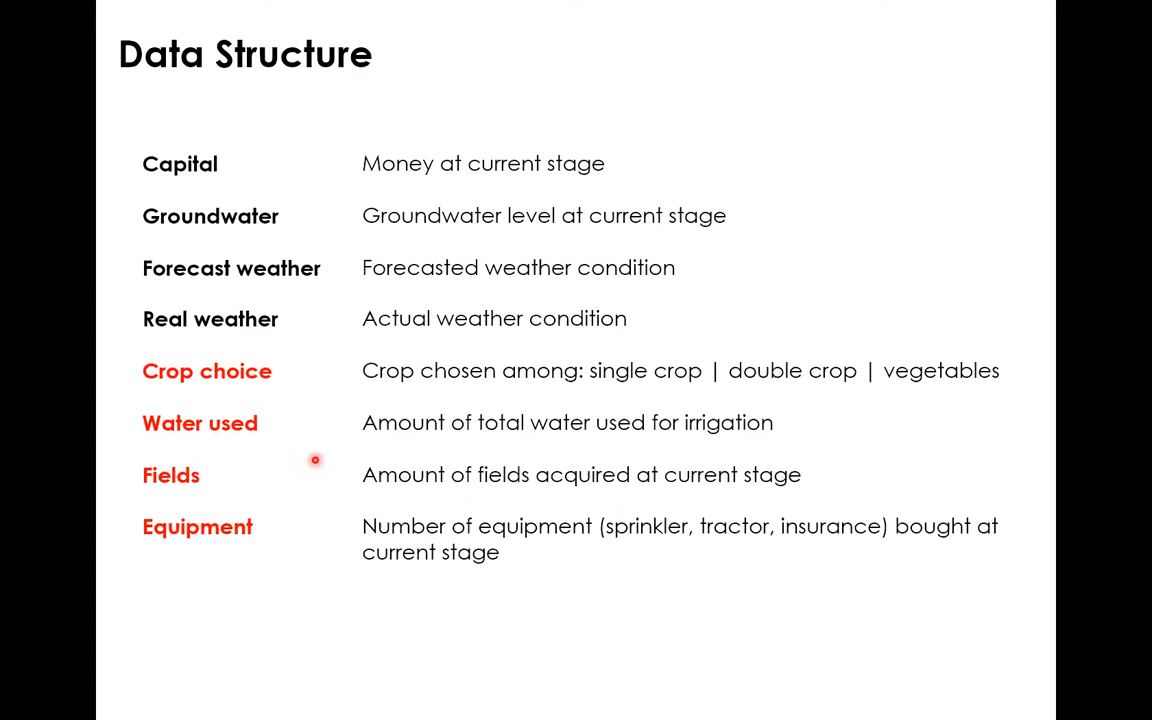 Data Structure
Capital Money at current stage
Groundwater Groundwater level at current stage
Forecast weather Forecasted weather condition
Real weather Actual weather condition
Crop choice Crop chosen among: single crop | double crop | vegetables
Water used Amount of total water used for irrigation
Fields Amount of fields acquired at current stage
Equipment Number of equipment (sprinkler, tractor, insurance) bought at
current stage